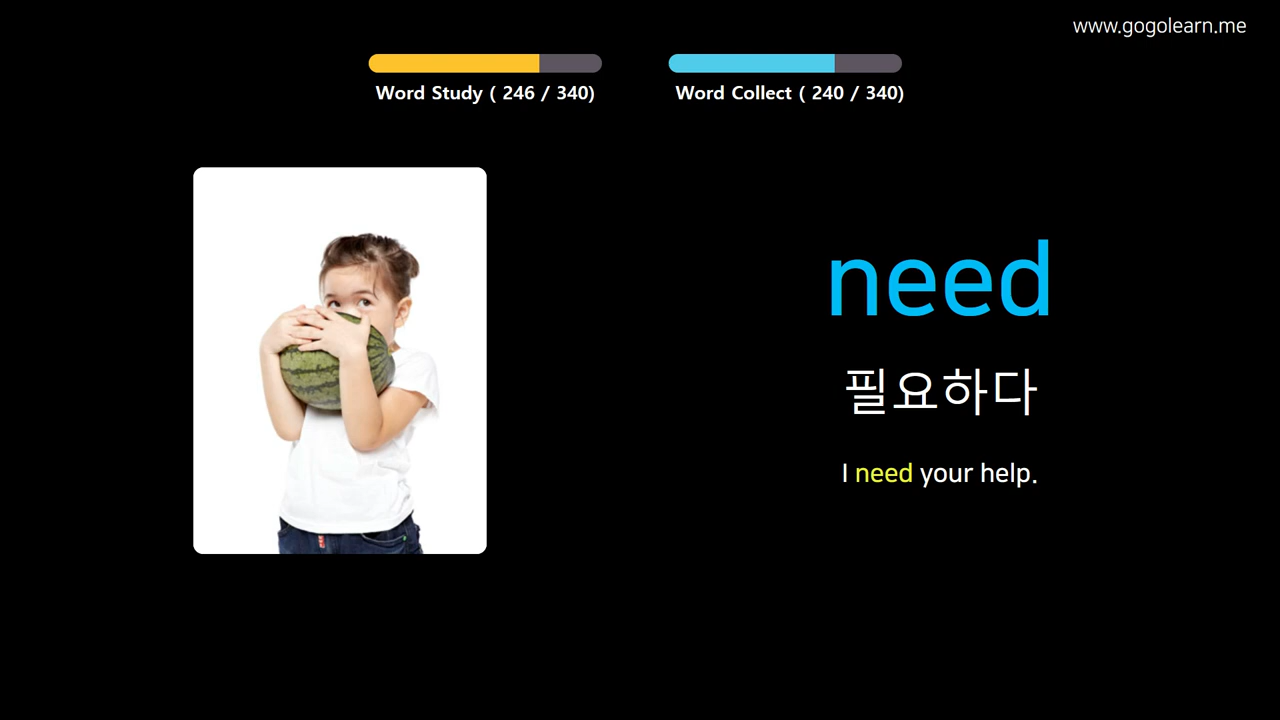 www.gogolearn.me
Word Study ( 246 / 340)
Word Collect ( 240 / 340)
need
필요하다
I need your help.